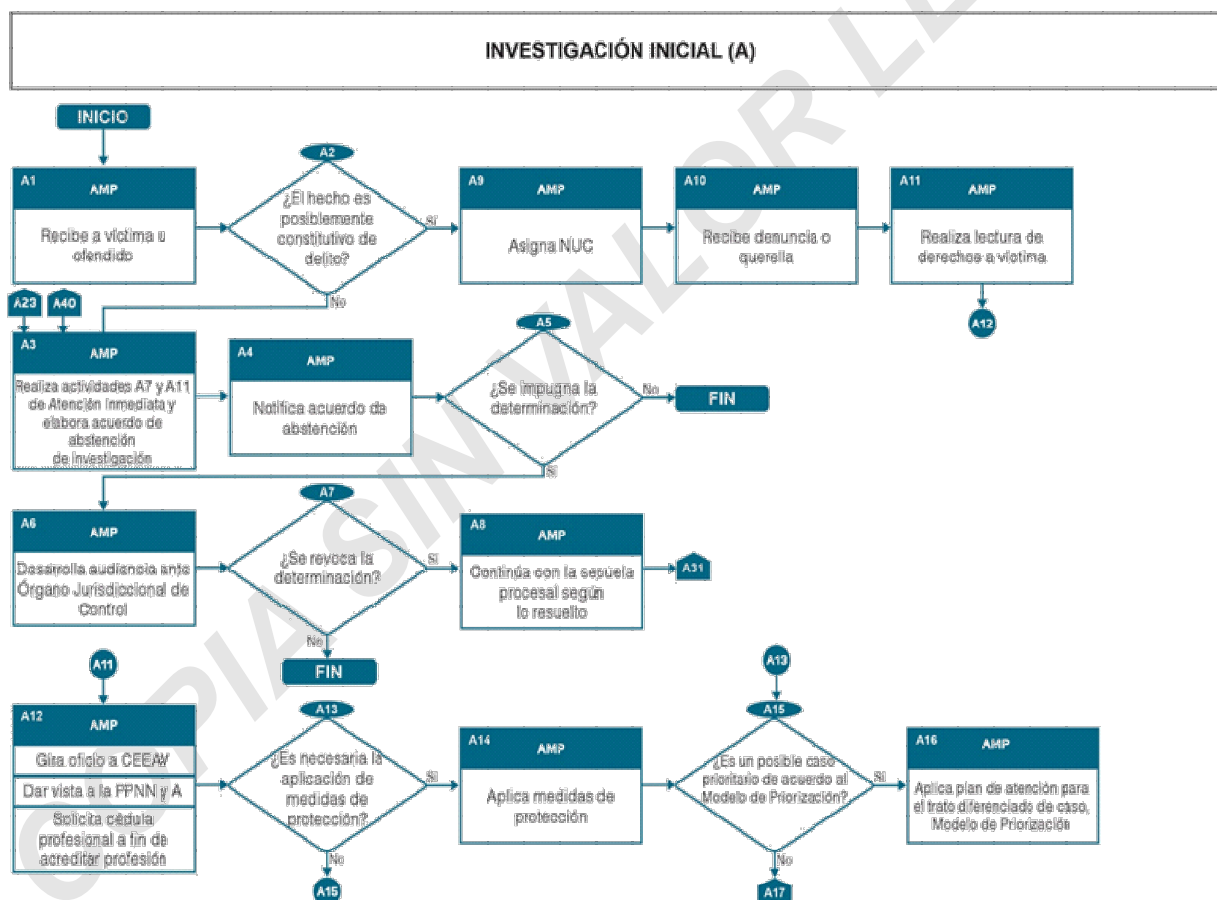 INVESTIGACIÓN INICIAL (A)
INICIO
A1
AMP
Recibe a víctima u
ofendido
A2
¿El hecho es
posiblemente
constitutivo de
delito?
Sí
No
A9
AMP
Asigna NUC
A10
AMP
Recibe denuncia o
querella
A11
AMP
Realiza lectura de
derechos a víctima
A12
A23
A40
A3
AMP
Realiza actividades A7 y A11
de Atención Inmediata y
elabora acuerdo de
abstención
de investigación
A4
AMP
Notifica acuerdo de
abstención
A5
¿Se impugna la
determinación?
No
FIN
Sí
A6
AMP
Desarrolla audiencia ante
Órgano Jurisdiccional de
Control
A7
¿Se revoca la
determinación?
Sí
No
FIN
A8
AMP
Continúa con la secuela
procesal según
lo resuelto
A31
A11
A12
AMP
Gira oficio a CEEAV
Dar vista a la PPNN y A
Solicita cédula
profesional a fin de
acreditar profesión
A13
¿Es necesaria la
aplicación de
medidas de
protección?
Sí
No
A15
A14
AMP
Aplica medidas de
protección
A13
A15
¿Es un posible caso
prioritario de acuerdo al
Modelo de Priorización?
Sí
No
A17
A16
AMP
Aplica plan de atención para
el trato diferenciado de caso,
Modelo de Priorización
COPIA SIN VALOR